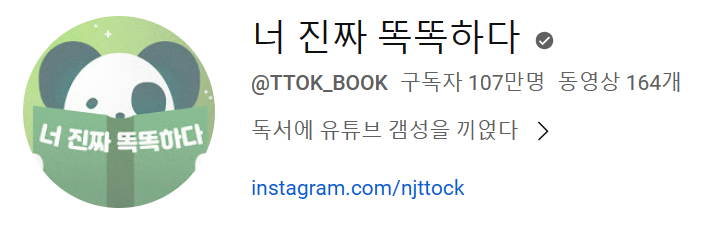 너 진짜 똑똑하다
너 진짜 똑똑하다
@TTOK_BOOK 구독자 107만명 동영상 164개
독서에 유튜브 갬성을 끼얹다
instagram.com/njttock